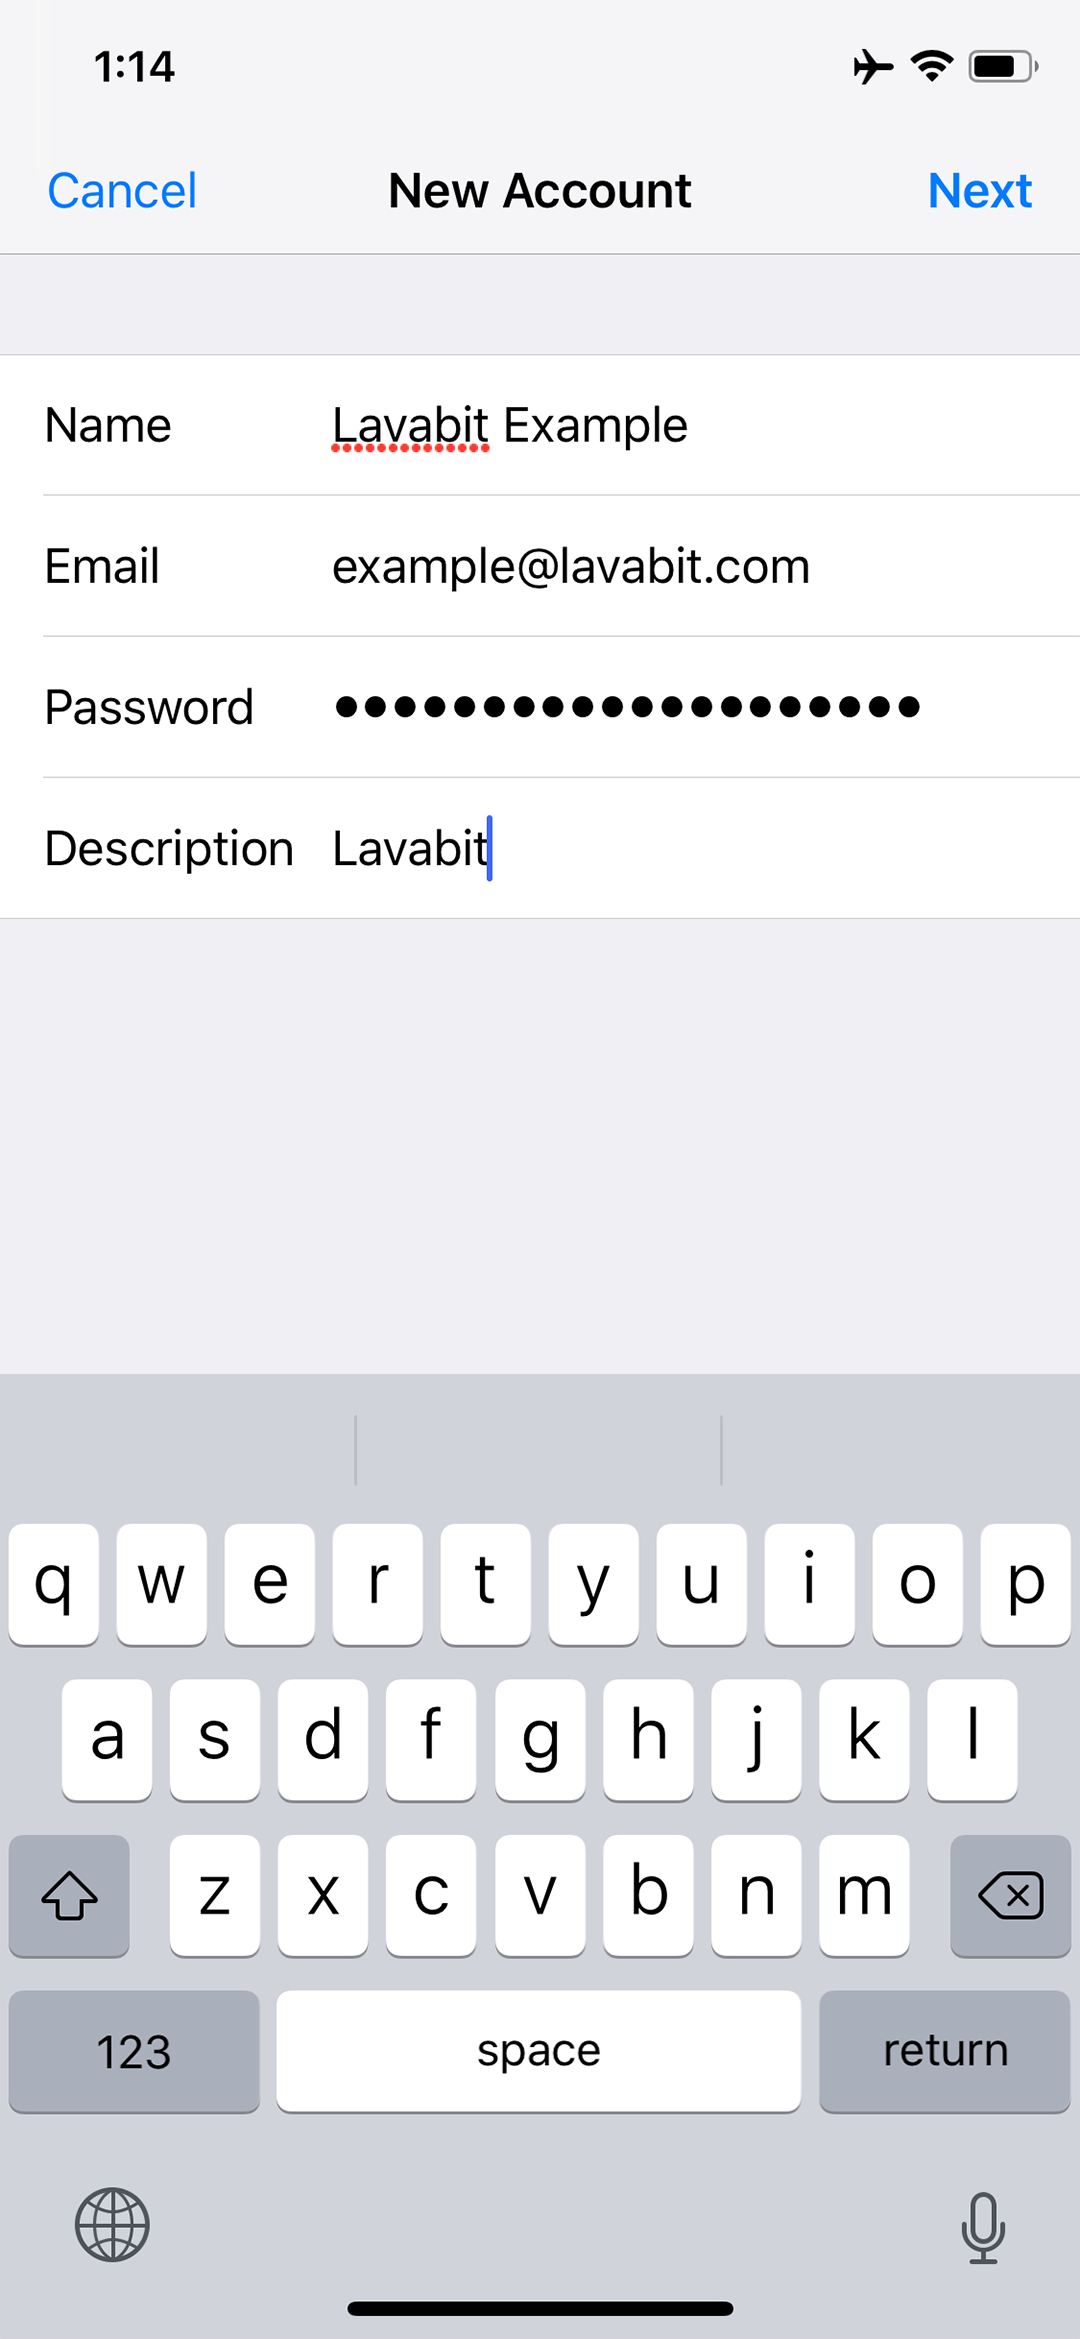 1:14
Cancel New Account Next
Name Lavabit Example
Email example@lavabit.com
Password ●●●●●●●●●●●●●●●●●●●●
Description Lavabit
q w e r t y u i o p
a s d f g h j k l
z x c v b n m
123 space return